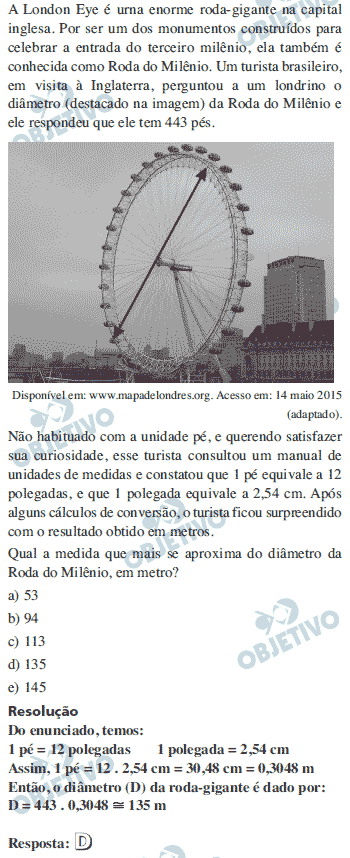 A London Eye é urna enorme roda-gigante na capital
inglesa. Por ser um dos monumentos construídos para
celebrar a entrada do terceiro milênio, ela também é
conhecida como Roda do Milênio. Um turista brasileiro,
em visita à Inglaterra, perguntou a um londrino o
diâmetro (destacado na imagem) da Roda do Milênio e
ele respondeu que ele tem 443 pés.
Disponível em: www.mapadelondres.org. Acesso em: 14 maio 2015
(adaptado).
Não habituado com a unidade pé, e querendo satisfazer
sua curiosidade, esse turista consultou um manual de
unidades de medidas e constatou que 1 pé equivale a 12
polegadas, e que 1 polegada equivale a 2,54 cm. Após
alguns cálculos de conversão, o turista ficou surpreendido
com o resultado obtido em metros.
Qual a medida que mais se aproxima do diâmetro da
Roda do Milênio, em metro?
a) 53
b) 94
c) 113
d) 135
e) 145
OBJETIVO
Resolução
Do enunciado, temos:
1 pé = 12 polegadas 1 polegada = 2,54 cm
Assim, 1 pé = 12 . 2,54 cm = 30,48 cm = 0,3048 m
Então, o diâmetro (D) da roda-gigante é dado por:
D = 443 . 0,3048 ≅ 135 m
Resposta: D